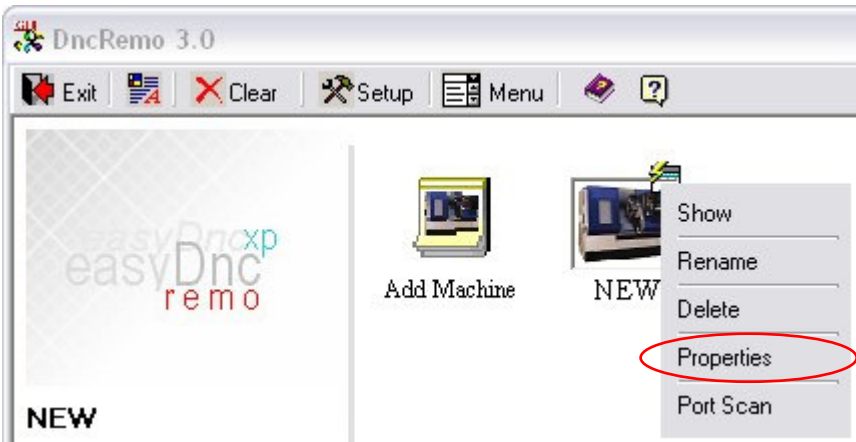 DncRemo 3.0
Exit
Clear
Setup
Menu
easyDnc xp
easyDnc
remo
NEW
Add Machine
NEW
Show
Rename
Delete
Properties
Port Scan